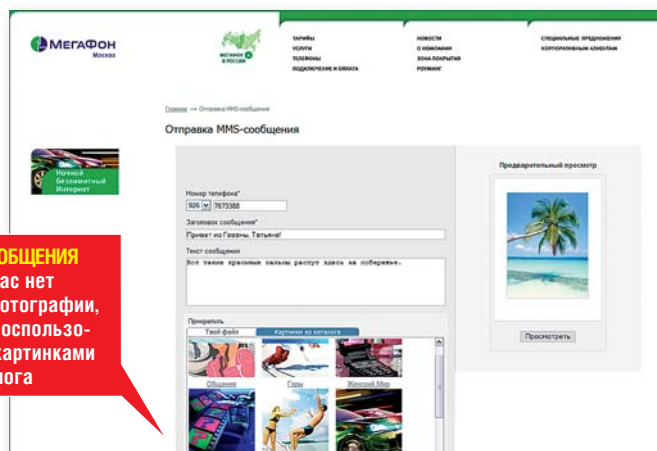 МЕГАФОН
Москва
МЕГАФОН
В РОССИИ
ТАРИФЫ
УСЛУГИ
ТЕЛЕФОНЫ
ПОДКЛЮЧЕНИЕ И ОПЛАТА
НОВОСТИ
О КОМПАНИИ
ЗОНА ПОКРЫТИЯ
РОУМИНГ
СПЕЦИАЛЬНЫЕ ПРЕДЛОЖЕНИЯ
КОРПОРАТИВНЫМ КЛИЕНТАМ
Главная → Отправка MMS-сообщения
Отправка MMS-сообщения
Ночной
безлимитный
Интернет
Номер телефона*
926 7873388
Заголовок сообщения*
Привет из Гаваны, Татьяна!
Текст сообщения
Вот такие красивые пальмы растут здесь на побережье.
Прикрепить
Твой файл Картинки из каталога
Общение Горы Женский Мир
Предварительный просмотр
Просмотреть
ОБЩЕНИЯ
ас нет
отографии,
оспользо-
картинками
лога